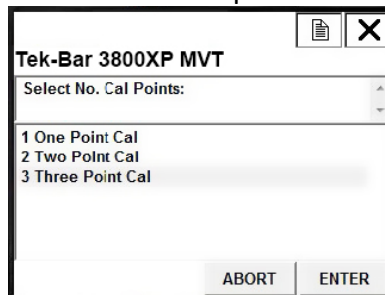 Tek-Bar 3800XP MVT
Select No. Cal Points:
1 One Point Cal
2 Two Point Cal
3 Three Point Cal
ABORT ENTER